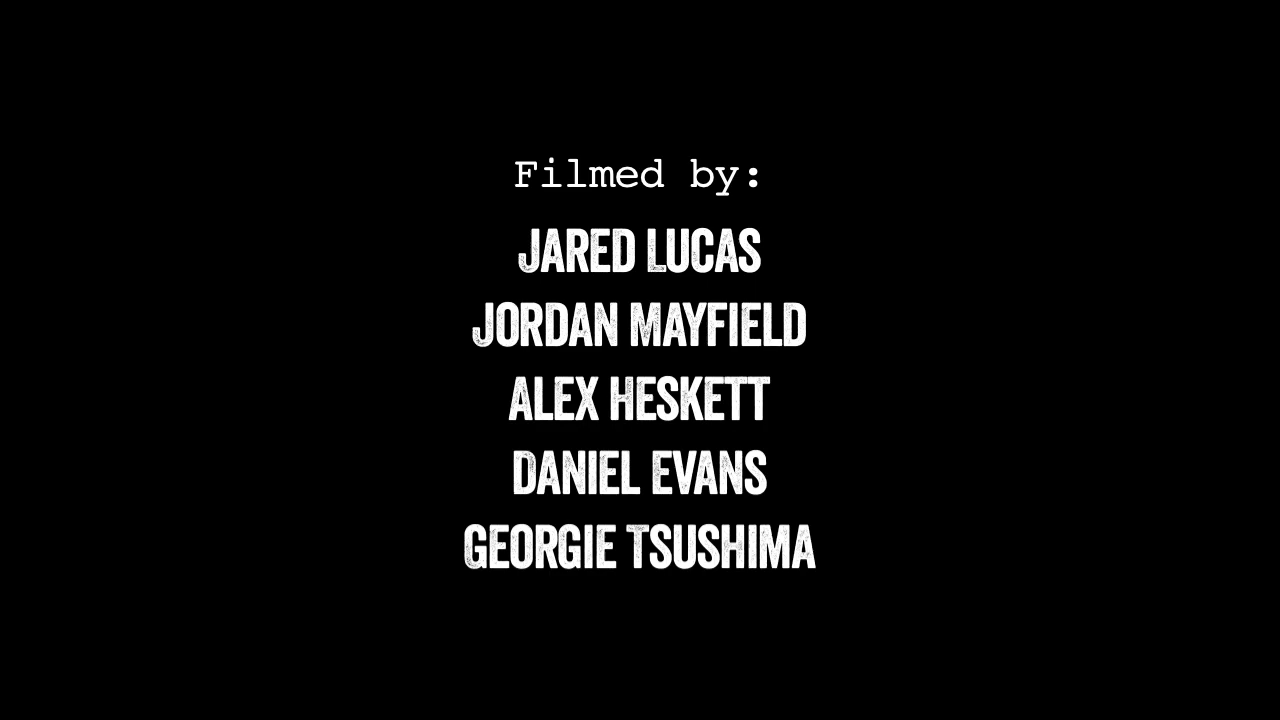 Filmed by:
JARED LUCAS
JORDAN MAYFIELD
ALEX HESKETT
DANIEL EVANS
GEORGIE TSUSHIMA